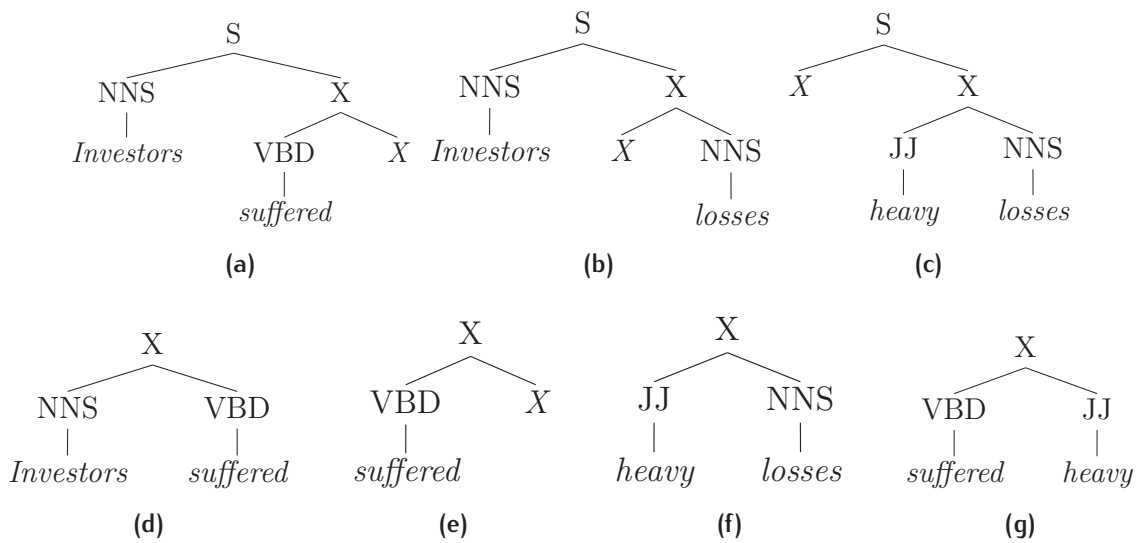 S S S
NNS X NNS X X X
Investors VBD X Investors X NNS JJ NNS
suffered losses heavy losses
(a) (b) (c)
X X X X
NNS VBD VBD X JJ NNS VBD JJ
Investors suffered suffered heavy losses suffered heavy
(d) (e) (f) (g)